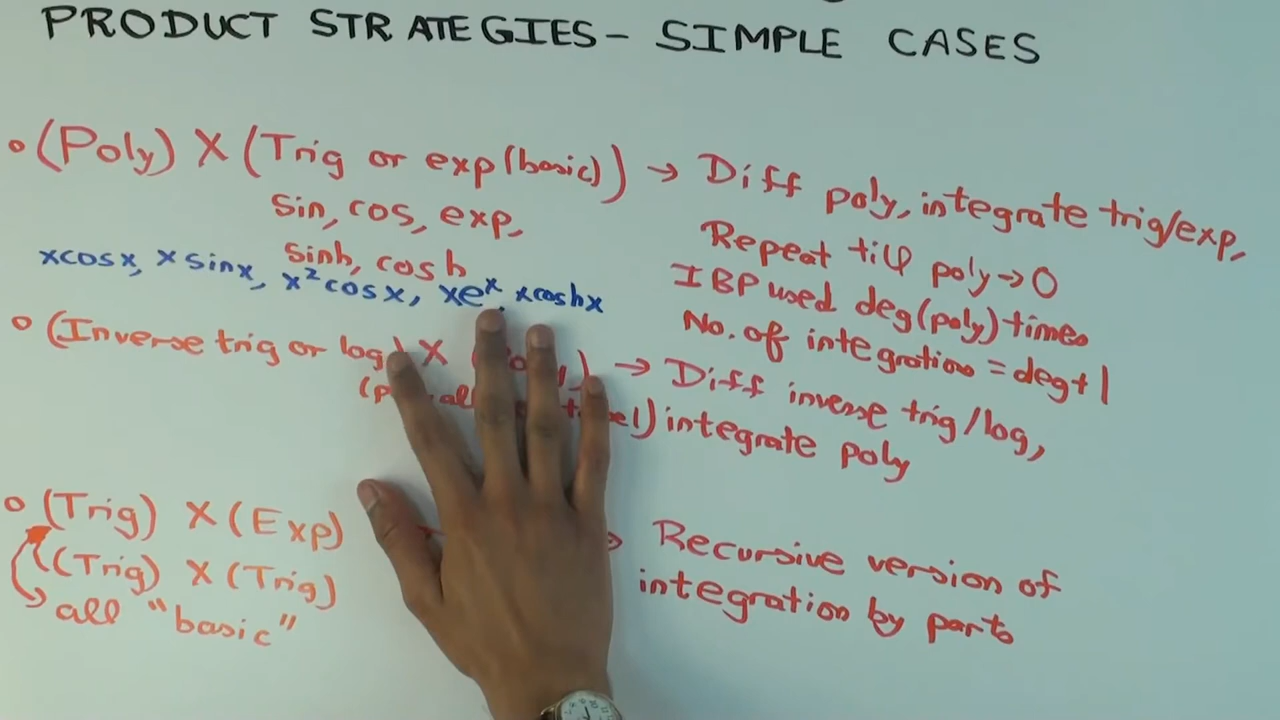 PRODUCT STRATEGIES - SIMPLE CASES
(Poly) X (Trig or exp(basic)) → Diff poly, integrate trig/exp,
sin, cos, exp,
sinh, cosh
Repeat till poly → 0
xcosx, xsinx, x²cosx, xeˣ, xcoshx
IBP used deg(poly) times
No. of integrations = deg+1
(Inverse trig or log) X
→ Diff inverse trig/log,
integrate poly
(Trig) X (Exp)
(Trig) X (Trig)
all "basic"
Recursive version of
integration by parts